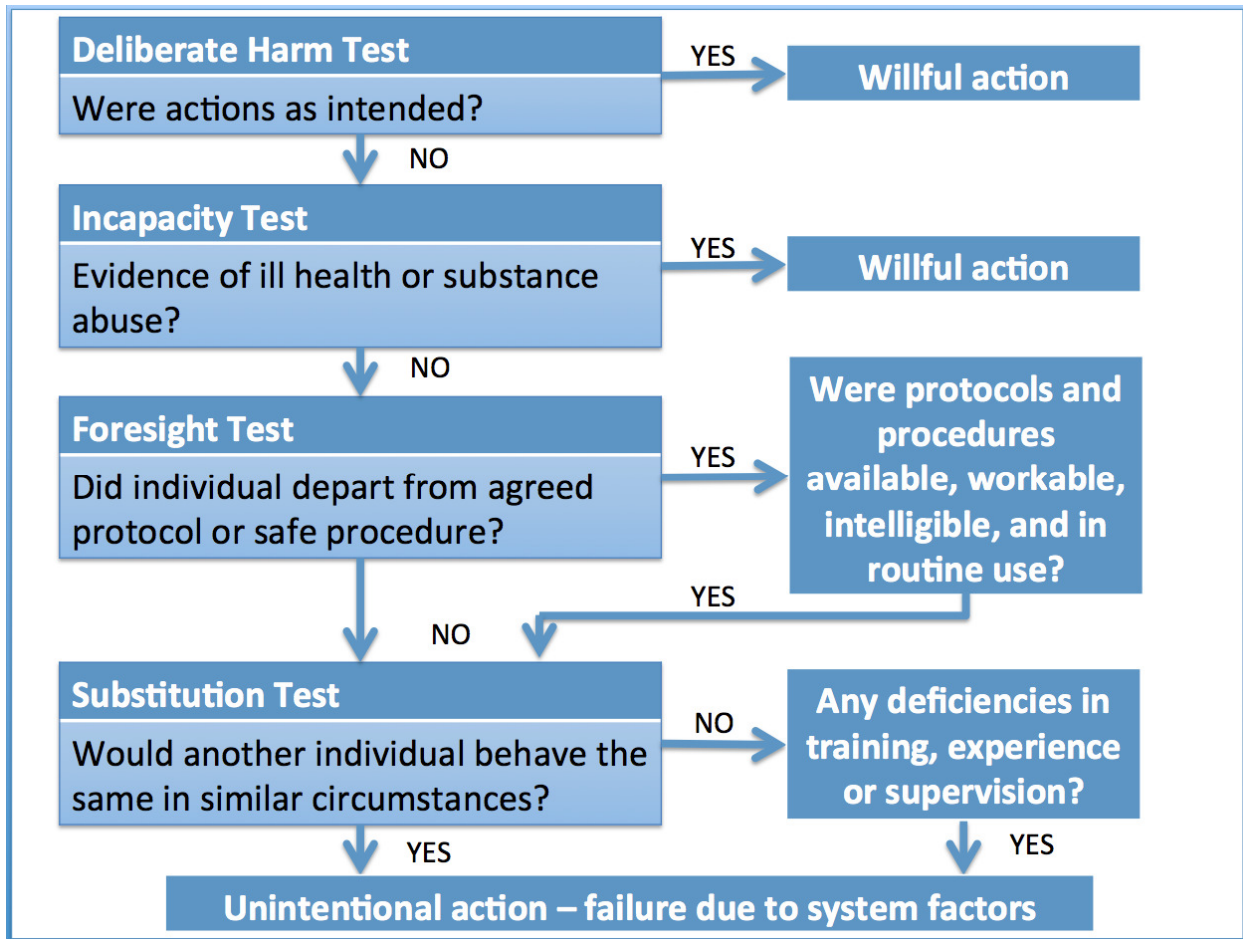 Deliberate Harm Test
Were actions as intended?
YES
Willful action
NO
Incapacity Test
Evidence of ill health or substance
abuse?
YES
Willful action
NO
Foresight Test
Did individual depart from agreed
protocol or safe procedure?
YES
Were protocols and
procedures
available, workable,
intelligible, and in
routine use?
YES
NO
Substitution Test
Would another individual behave the
same in similar circumstances?
NO
Any deficiencies in
training, experience
or supervision?
YES
YES
Unintentional action – failure due to system factors